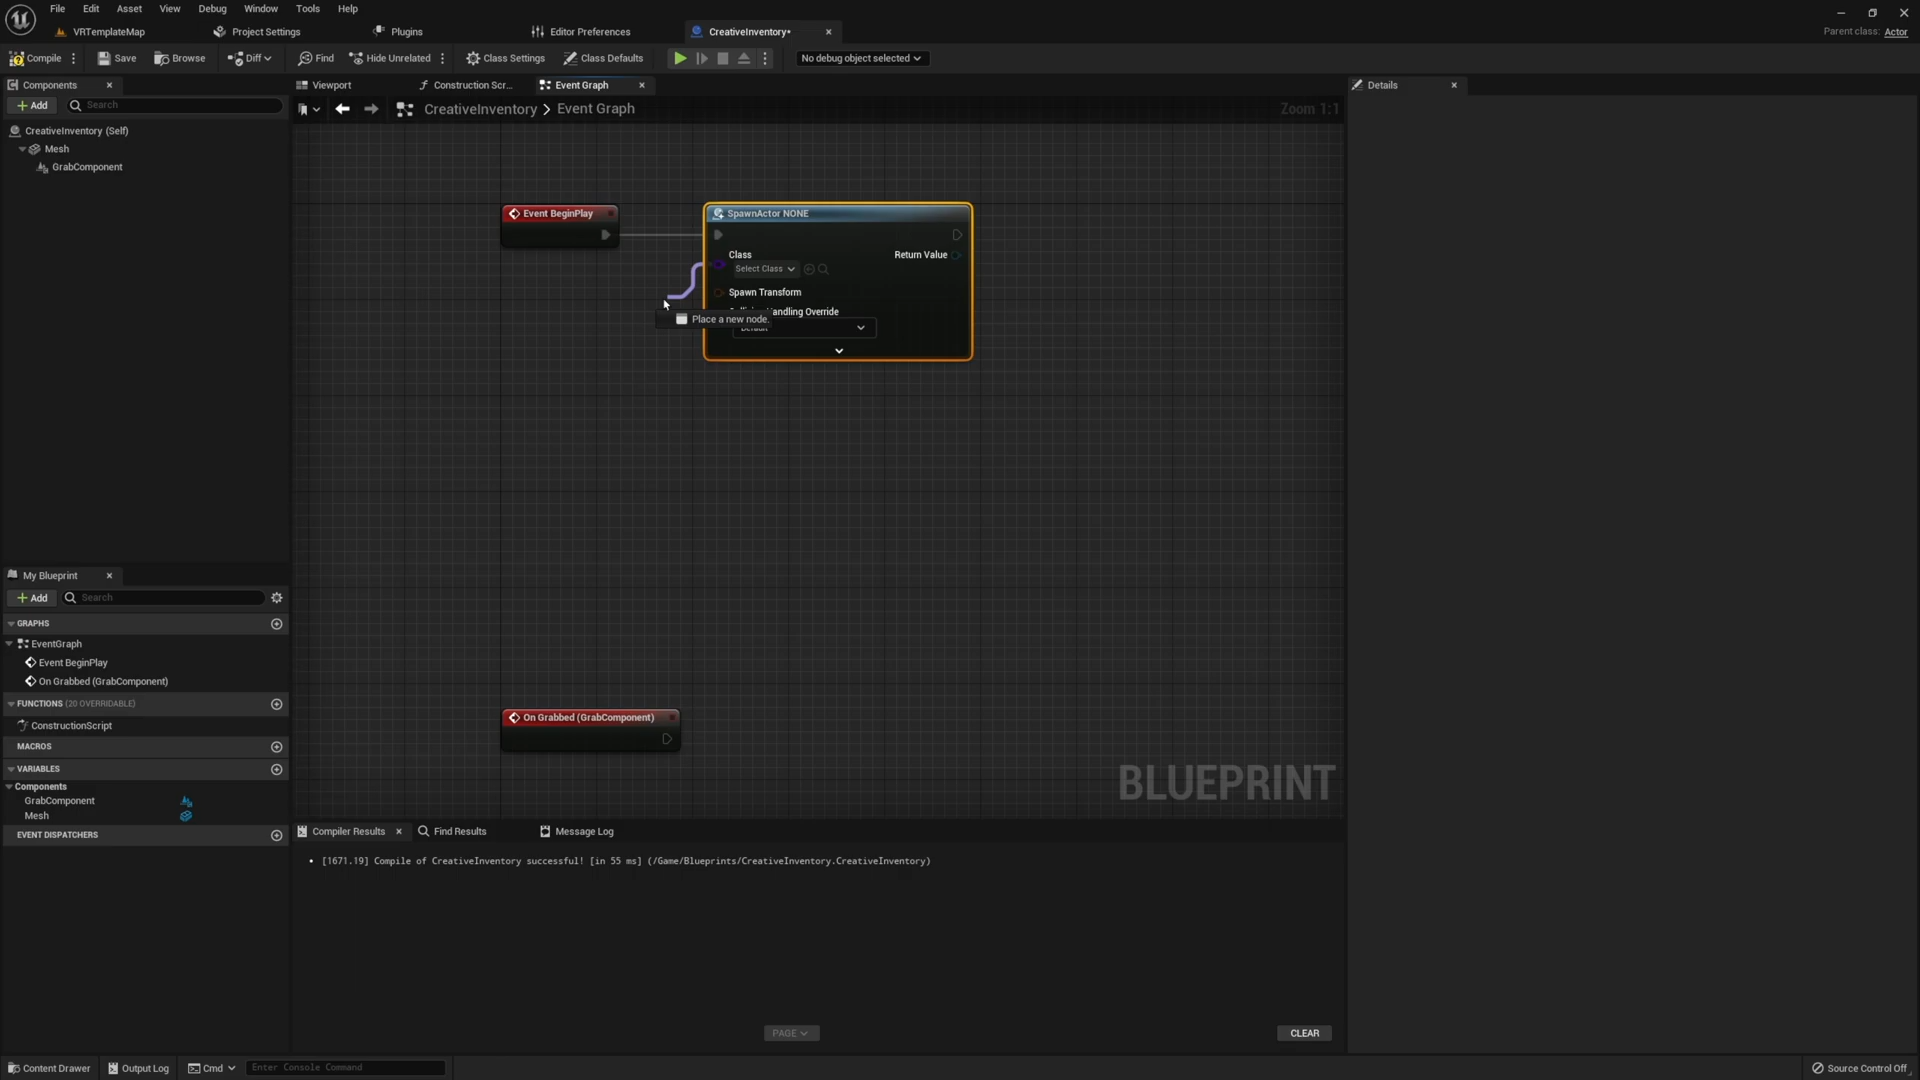 File Edit Asset View Debug Window Tools Help
VRTemplateMap Project Settings Plugins Editor Preferences CreativeInventory*
Parent class: Actor
Compile Save Browse Diff Find Hide Unrelated Class Settings Class Defaults No debug object selected
Components
Add
Search
CreativeInventory (Self)
Mesh
GrabComponent
Viewport Construction Scr... Event Graph
CreativeInventory > Event Graph
Zoom 1:1
Details
Event BeginPlay
SpawnActor NONE
Class
Select Class
Return Value
Spawn Transform
andling Override
Place a new node.
On Grabbed (GrabComponent)
BLUEPRINT
My Blueprint
Add
Search
GRAPHS
EventGraph
Event BeginPlay
On Grabbed (GrabComponent)
FUNCTIONS (20 OVERRIDABLE)
ConstructionScript
MACROS
VARIABLES
Components
GrabComponent
Mesh
EVENT DISPATCHERS
Compiler Results Find Results Message Log
[1671.19] Compile of CreativeInventory successful! [in 55 ms] (/Game/Blueprints/CreativeInventory.CreativeInventory)
PAGE
CLEAR
Content Drawer Output Log Cmd Enter Console Command
Source Control Off